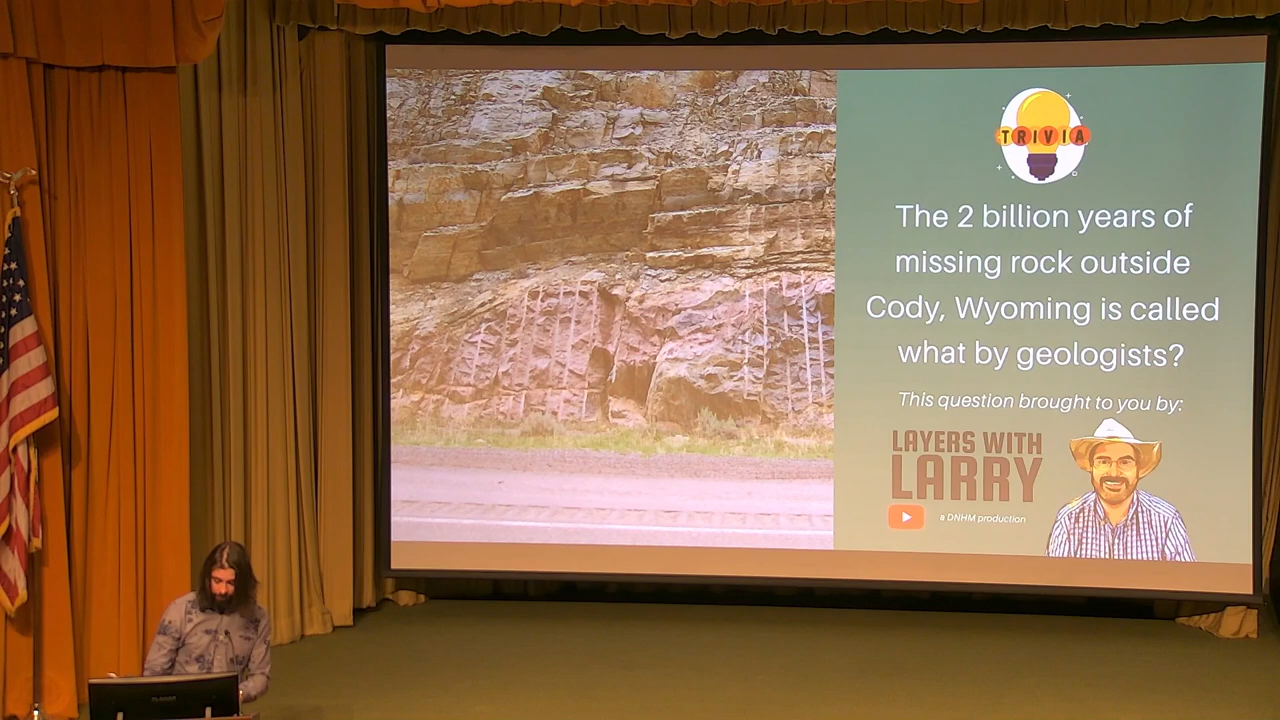 TRIVIA
The 2 billion years of
missing rock outside
Cody, Wyoming is called
what by geologists?
This question brought to you by:
LAYERS WITH
LARRY
a DNHM production